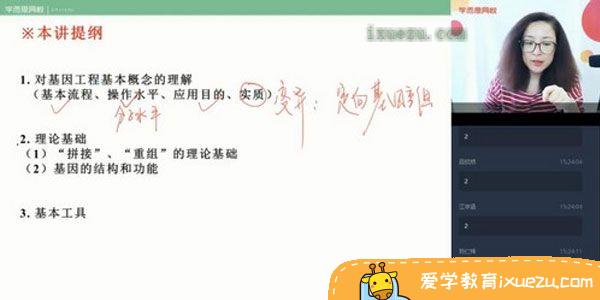 学而思网校
※本讲提纲
ixuezu.com
1. 对基因工程基本概念的理解
(基本流程、操作水平、应用目的、实质)
变异：定向基因重组
分子水平
2. 理论基础
(1)“拼接”、“重组”的理论基础
(2) 基因的结构和功能
3. 基本工具
学而思网校
2
15:24:04
2
江宇涵
15:24:04
2
15:24:11
2
爱学教育ixuezu.com